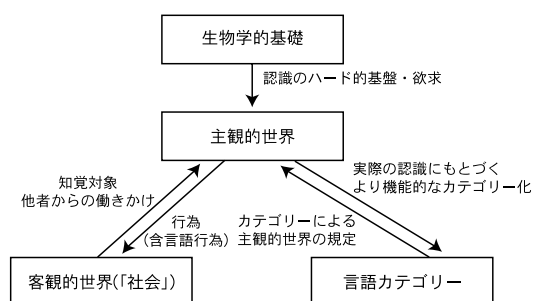 生物学的基礎
認識のハード的基盤・欲求
主観的世界
知覚対象
他者からの働きかけ
行為
(含言語行為)
カテゴリーによる
主観的世界の規定
実際の認識にもとづく
より機能的なカテゴリー化
客観的世界(「社会」)
言語カテゴリー